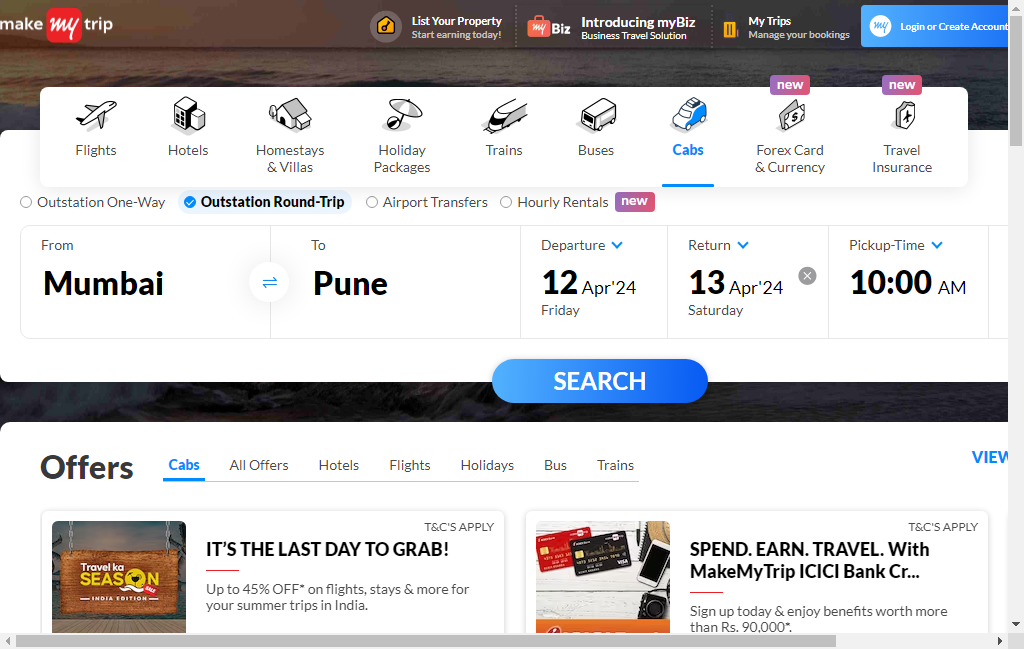 make my trip
List Your Property
Start earning today!
my Biz
Introducing myBiz
Business Travel Solution
My Trips
Manage your bookings
my
Login or Create Account
new
new
Flights
Hotels
Homestays
& Villas
Holiday
Packages
Trains
Buses
Cabs
Forex Card
& Currency
Travel
Insurance
Outstation One-Way
Outstation Round-Trip
Airport Transfers
Hourly Rentals
new
From
Mumbai
To
Pune
Departure
12 Apr'24
Friday
Return
13 Apr'24
Saturday
Pickup-Time
10:00 AM
SEARCH
Offers
Cabs
All Offers
Hotels
Flights
Holidays
Bus
Trains
VIEW
Travel ka
SEASON
SALE
INDIA EDITION
T&C'S APPLY
IT'S THE LAST DAY TO GRAB!
Up to 45% OFF* on flights, stays & more for
your summer trips in India.
VISA
T&C'S APPLY
SPEND. EARN. TRAVEL. With
MakeMyTrip ICICI Bank Cr...
Sign up today & enjoy benefits worth more
than Rs. 90,000*.